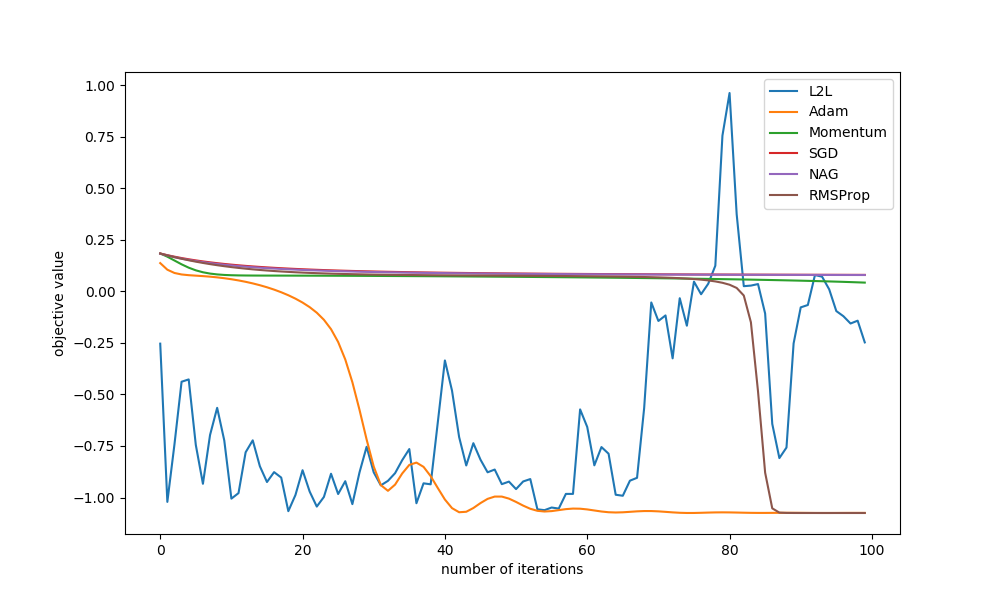 1.00
0.75
0.50
0.25
0.00
−0.25
−0.50
−0.75
−1.00
objective value
0 20 40 60 80 100
number of iterations
L2L
Adam
Momentum
SGD
NAG
RMSProp